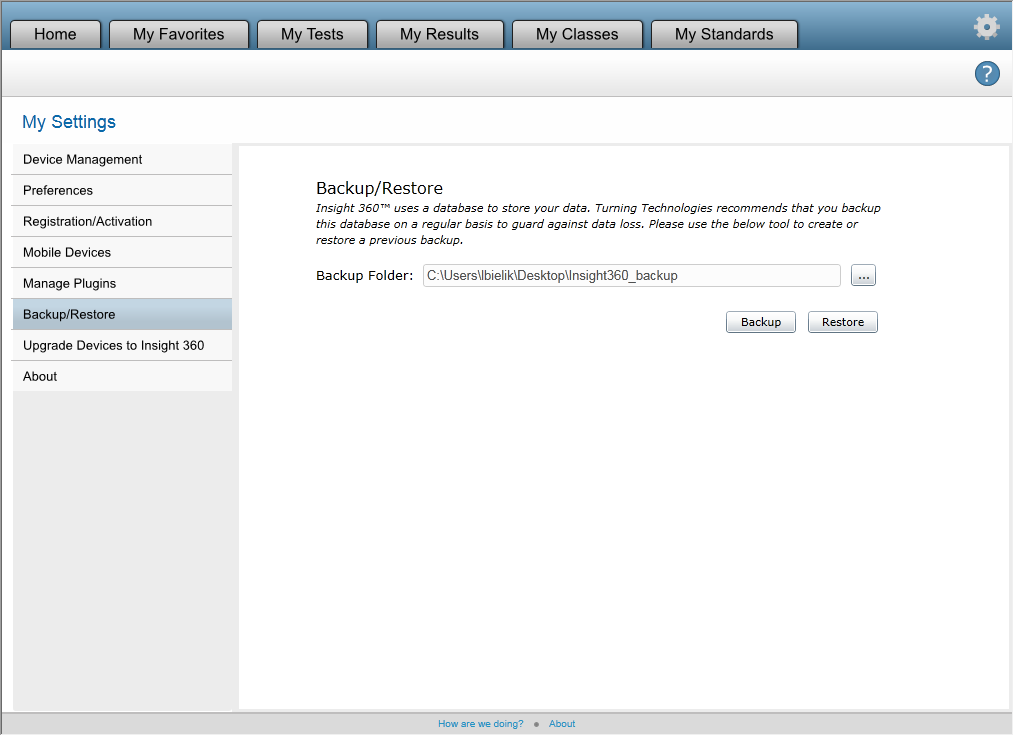 Home My Favorites My Tests My Results My Classes My Standards
?
My Settings
Device Management
Preferences
Registration/Activation
Mobile Devices
Manage Plugins
Backup/Restore
Upgrade Devices to Insight 360
About
Backup/Restore
Insight 360™ uses a database to store your data. Turning Technologies recommends that you backup
this database on a regular basis to guard against data loss. Please use the below tool to create or
restore a previous backup.
Backup Folder: C:\Users\lbielik\Desktop\Insight360_backup ...
Backup Restore
How are we doing? ● About